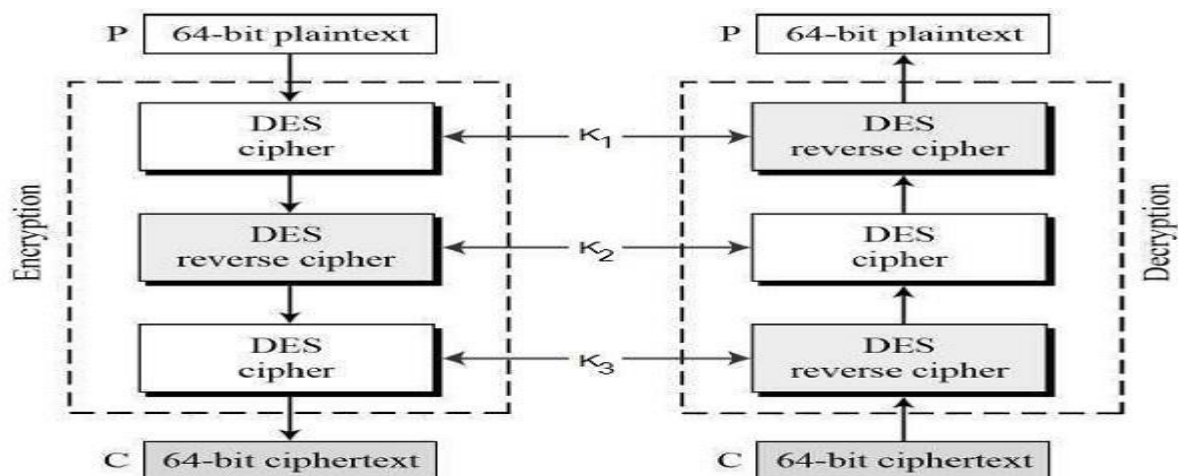 P 64-bit plaintext
P 64-bit plaintext
DES
cipher
K1
DES
reverse cipher
Encryption
DES
reverse cipher
K2
DES
cipher
Decryption
DES
cipher
K3
DES
reverse cipher
C 64-bit ciphertext
C 64-bit ciphertext